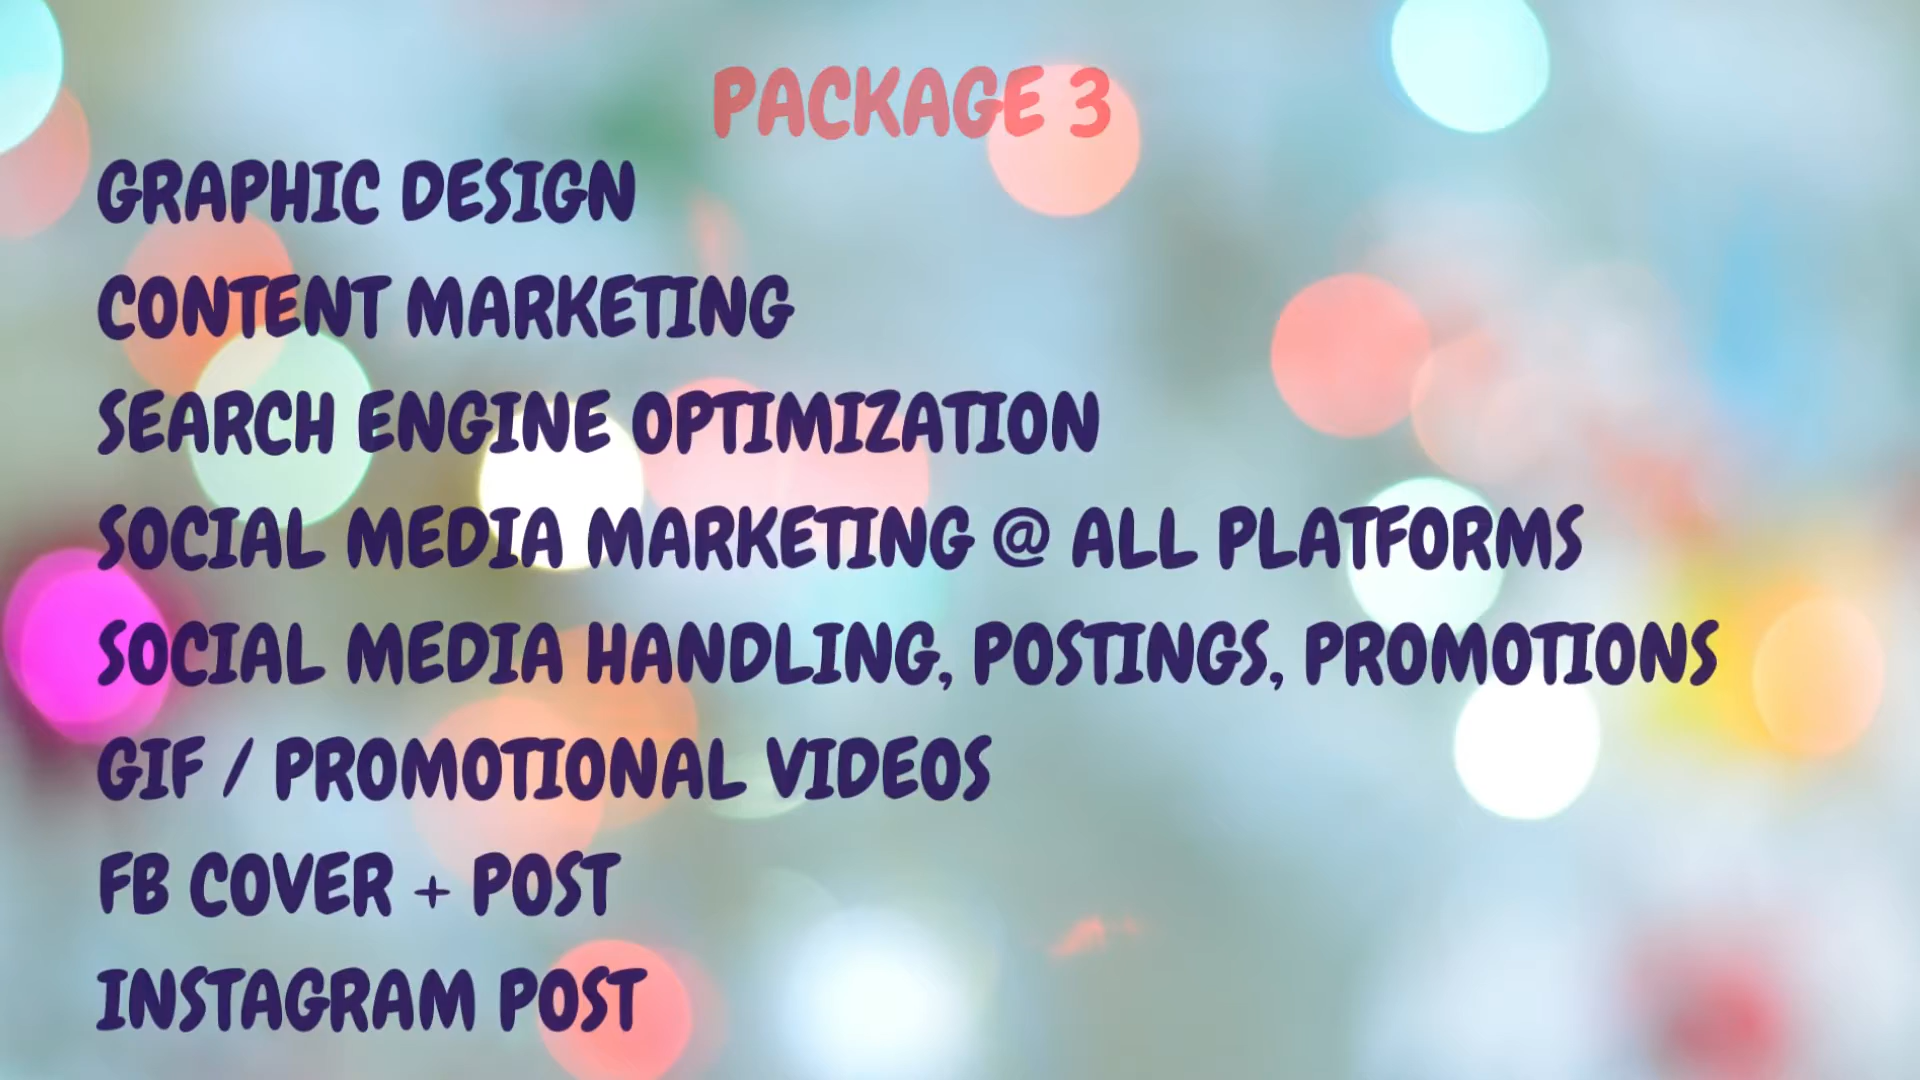 PACKAGE 3
GRAPHIC DESIGN
CONTENT MARKETING
SEARCH ENGINE OPTIMIZATION
SOCIAL MEDIA MARKETING @ ALL PLATFORMS
SOCIAL MEDIA HANDLING, POSTINGS, PROMOTIONS
GIF / PROMOTIONAL VIDEOS
FB COVER + POST
INSTAGRAM POST